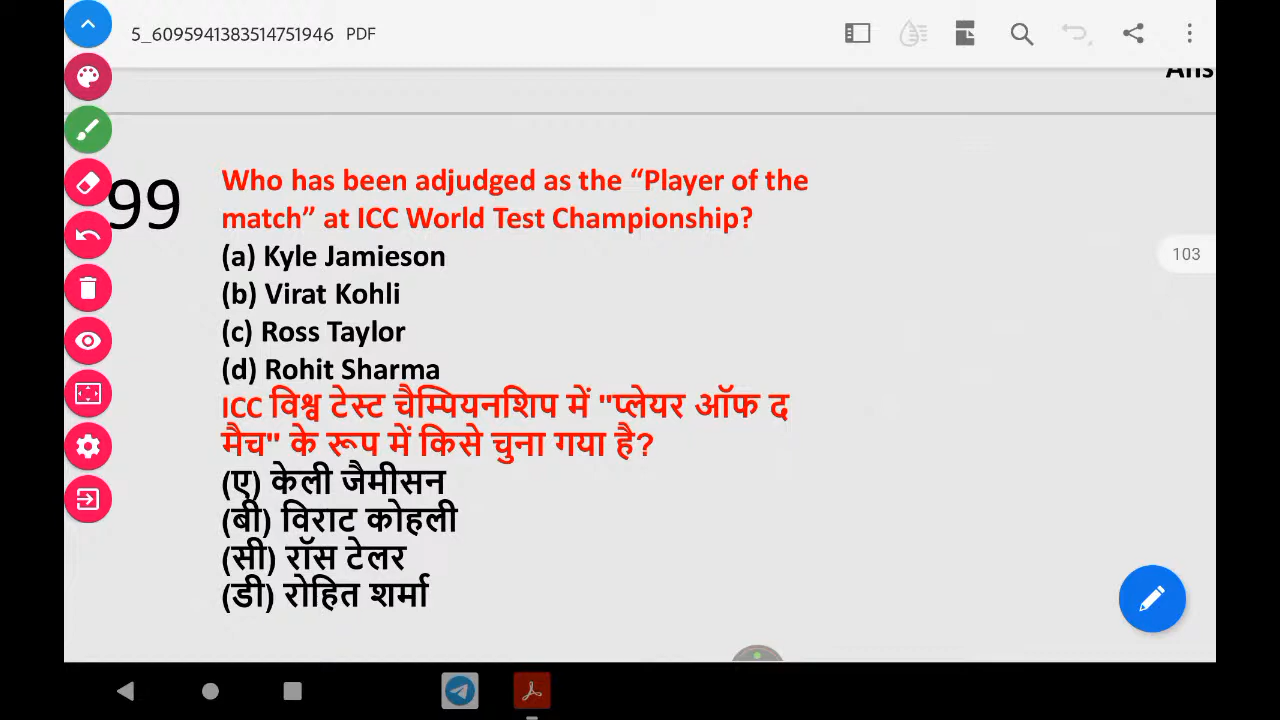 5_6095941383514751946 PDF
Ans
99
Who has been adjudged as the “Player of the
match” at ICC World Test Championship?
(a) Kyle Jamieson
(b) Virat Kohli
(c) Ross Taylor
(d) Rohit Sharma
ICC विश्व टेस्ट चैम्पियनशिप में "प्लेयर ऑफ द
मैच" के रूप में किसे चुना गया है?
(ए) केली जैमीसन
(बी) विराट कोहली
(सी) रॉस टेलर
(डी) रोहित शर्मा
103